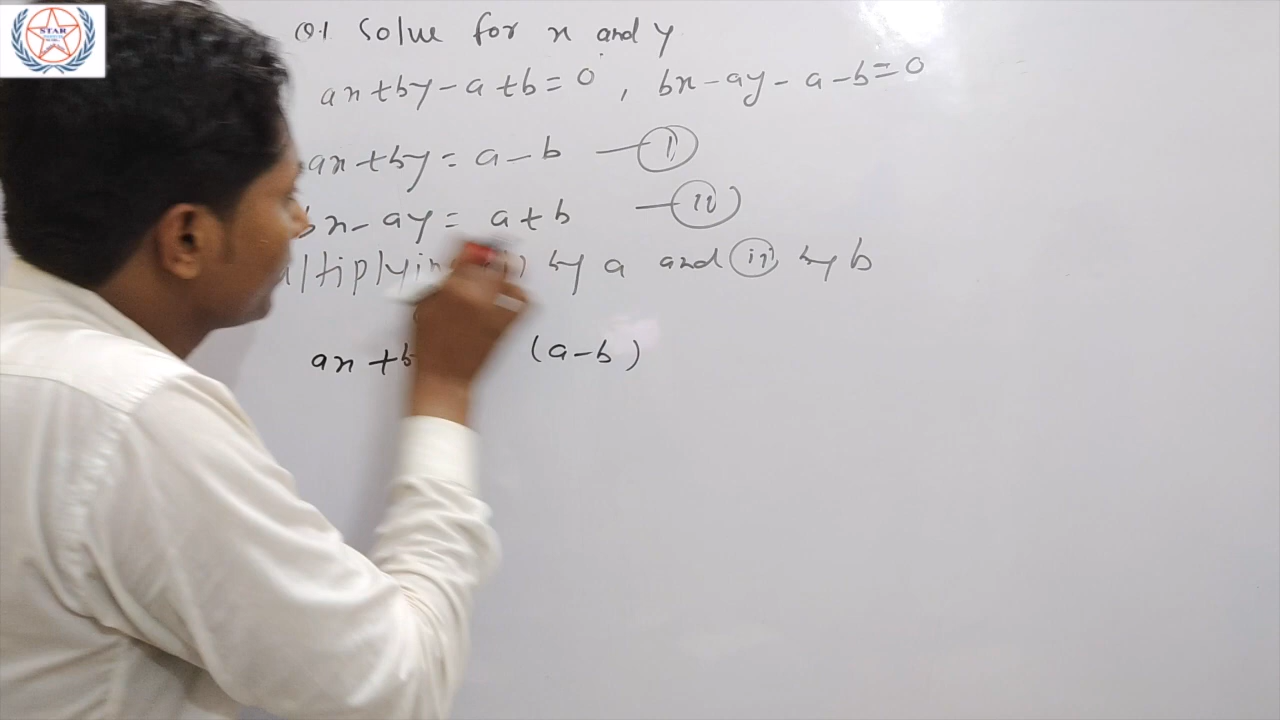 STAR
Q.1 Solve for x and y
ax+by-a+b=0, bx-ay-a-b=0
ax+by=a-b — (i)
bx-ay=a+b — (ii)
by a and (ii) by b
ax+b (a-b)